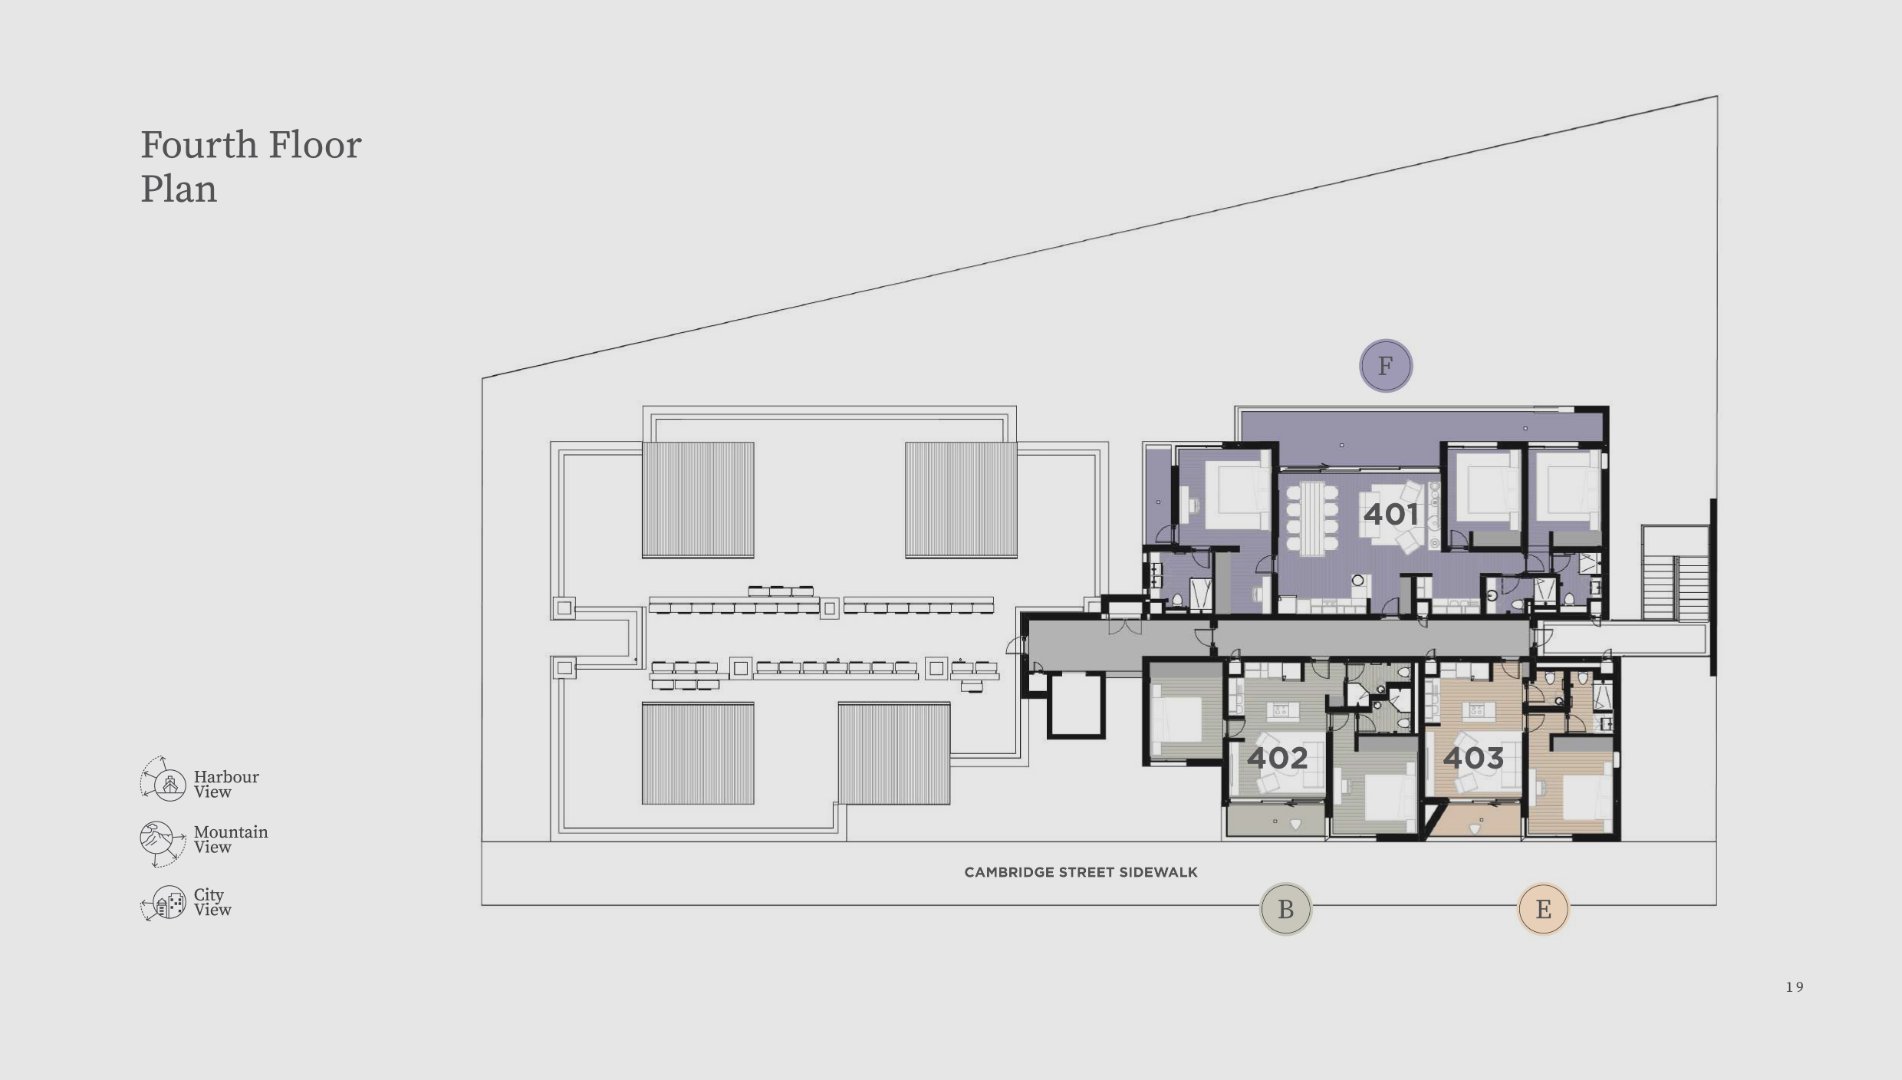 Fourth Floor
Plan
F
401
402
403
Harbour
View
Mountain
View
City
View
CAMBRIDGE STREET SIDEWALK
B
E
19